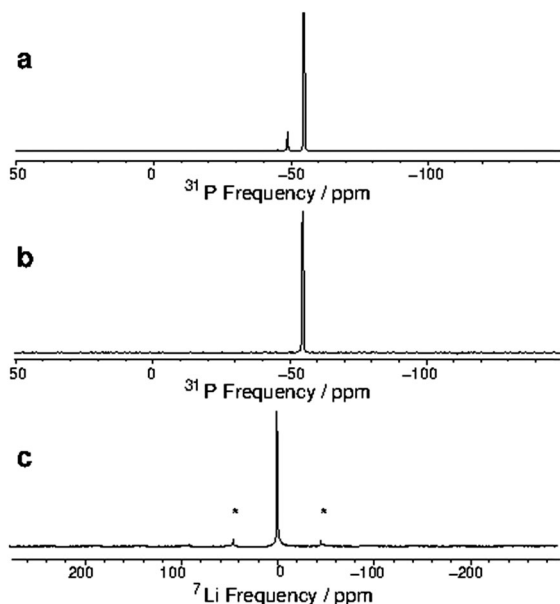 a
50 0 −50 −100
³¹P Frequency / ppm
b
50 0 −50 −100
³¹P Frequency / ppm
c
* *
200 100 0 −100 −200
⁷Li Frequency / ppm